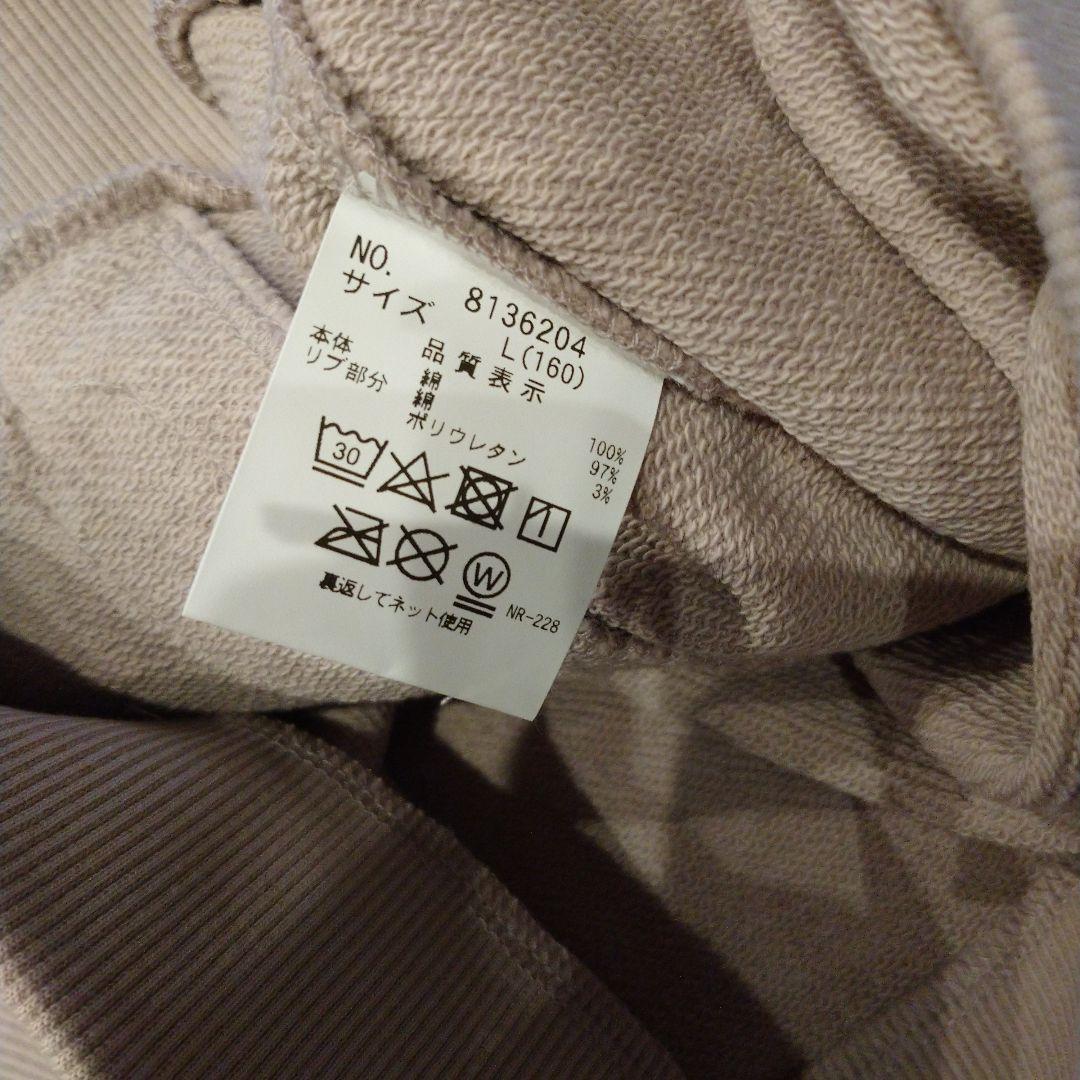 NO. 8136204
サイズ L(160)
品質表示
本体 綿 100%
リブ部分 綿 97%
ポリウレタン 3%
30
W
裏返してネット使用
NR-228